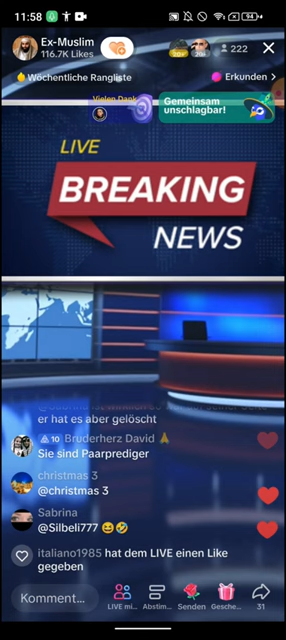 11:58
94
Ex-Muslim
116.7K Likes
222
Wöchentliche Rangliste
Erkunden >
Vielen Dank
Gemeinsam
unschlagbar!
LIVE
BREAKING
NEWS
er hat es aber gelöscht
10 Bruderherz David
Sie sind Paarprediger
christmas 3
@christmas 3
Sabrina
@Silbeli777
italiano1985 hat dem LIVE einen Like
gegeben
Komment...
LIVE mi...
Abstim...
Senden
Gesche...
31